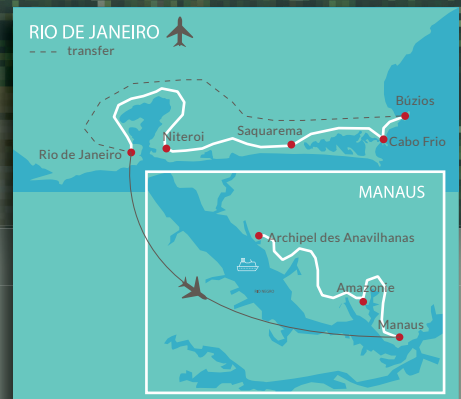 RIO DE JANEIRO
transfer
Búzios
Niteroi
Saquarema
Cabo Frio
Rio de Janeiro
MANAUS
Archipel des Anavilhanas
Amazonie
Manaus